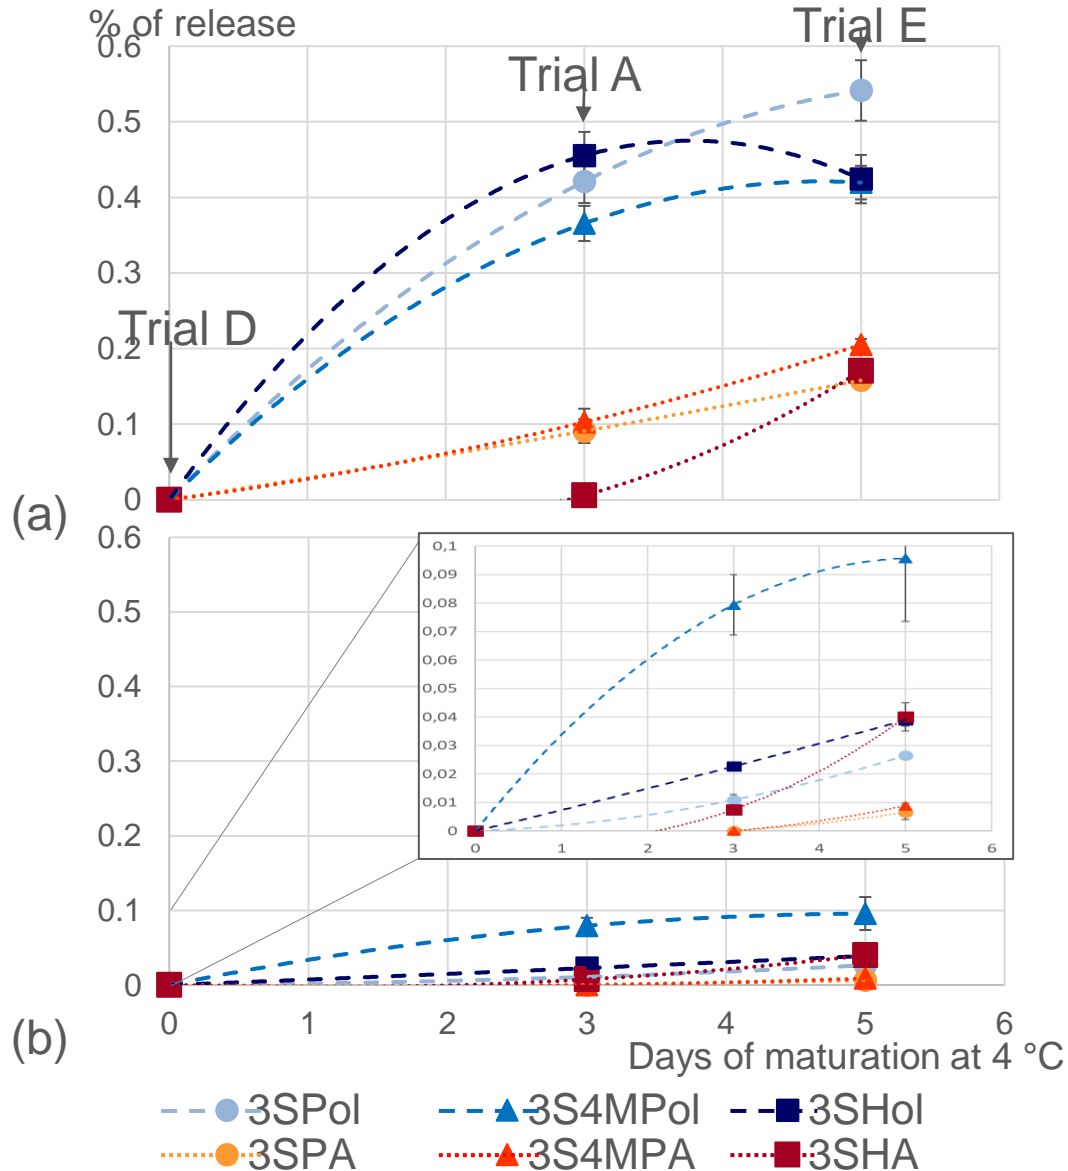 % of release
Trial E
0.6
Trial A
0.5
0.4
0.3
Trial D
0.2
0.1
0
(a)
0.6
0.5
0.4
0.3
0.2
0.1
0
0,1
0,09
0,08
0,07
0,06
0,05
0,04
0,03
0,02
0,01
0
0 1 2 3 4 5 6
(b)
0 1 2 3 4 5 6
Days of maturation at 4 °C
3SPol 3S4MPol 3SHol
3SPA 3S4MPA 3SHA